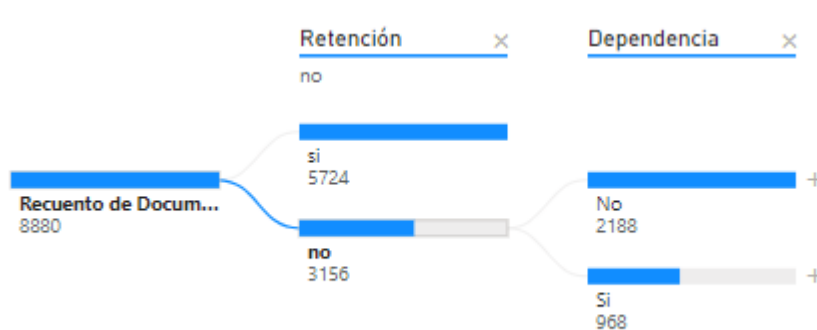 Retención ×
Dependencia ×
no
si
5724
Recuento de Docum...
8880
No
2188
no
3156
Si
968